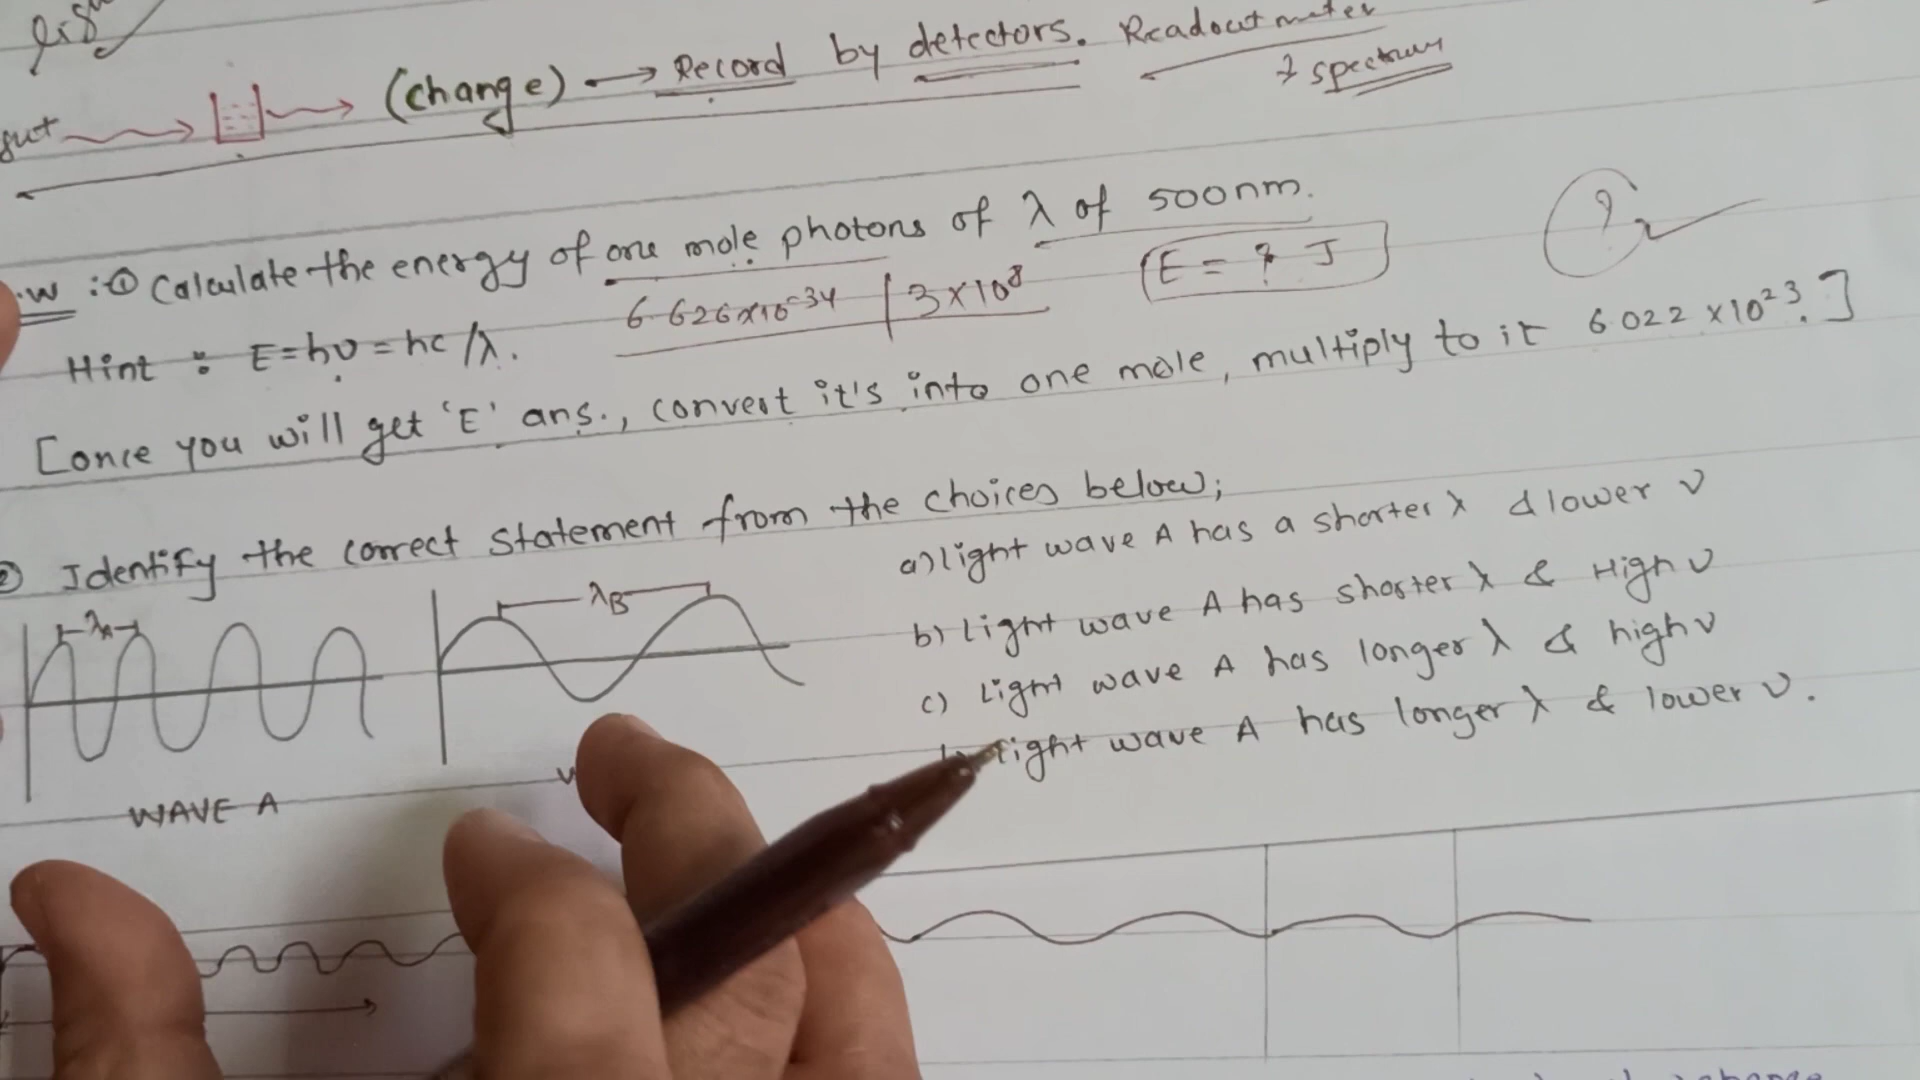 (change) → Record by detectors. Readout meter
& spectrum
.W : ① Calculate the energy of one mole photons of λ of 500nm.
Hint : E=hν = hc/λ. 6.626×10⁻³⁴ | 3×10⁸ E = ? J
[once you will get 'E' ans., convert it's into one mole, multiply to it 6.022 ×10²³.]
② Identify the correct statement from the choices below;
a) light wave A has a shorter λ & lower ν
b) Light wave A has shorter λ & High ν
c) Light wave A has longer λ & high ν
light wave A has longer λ & lower ν.
λA
λB
WAVE A